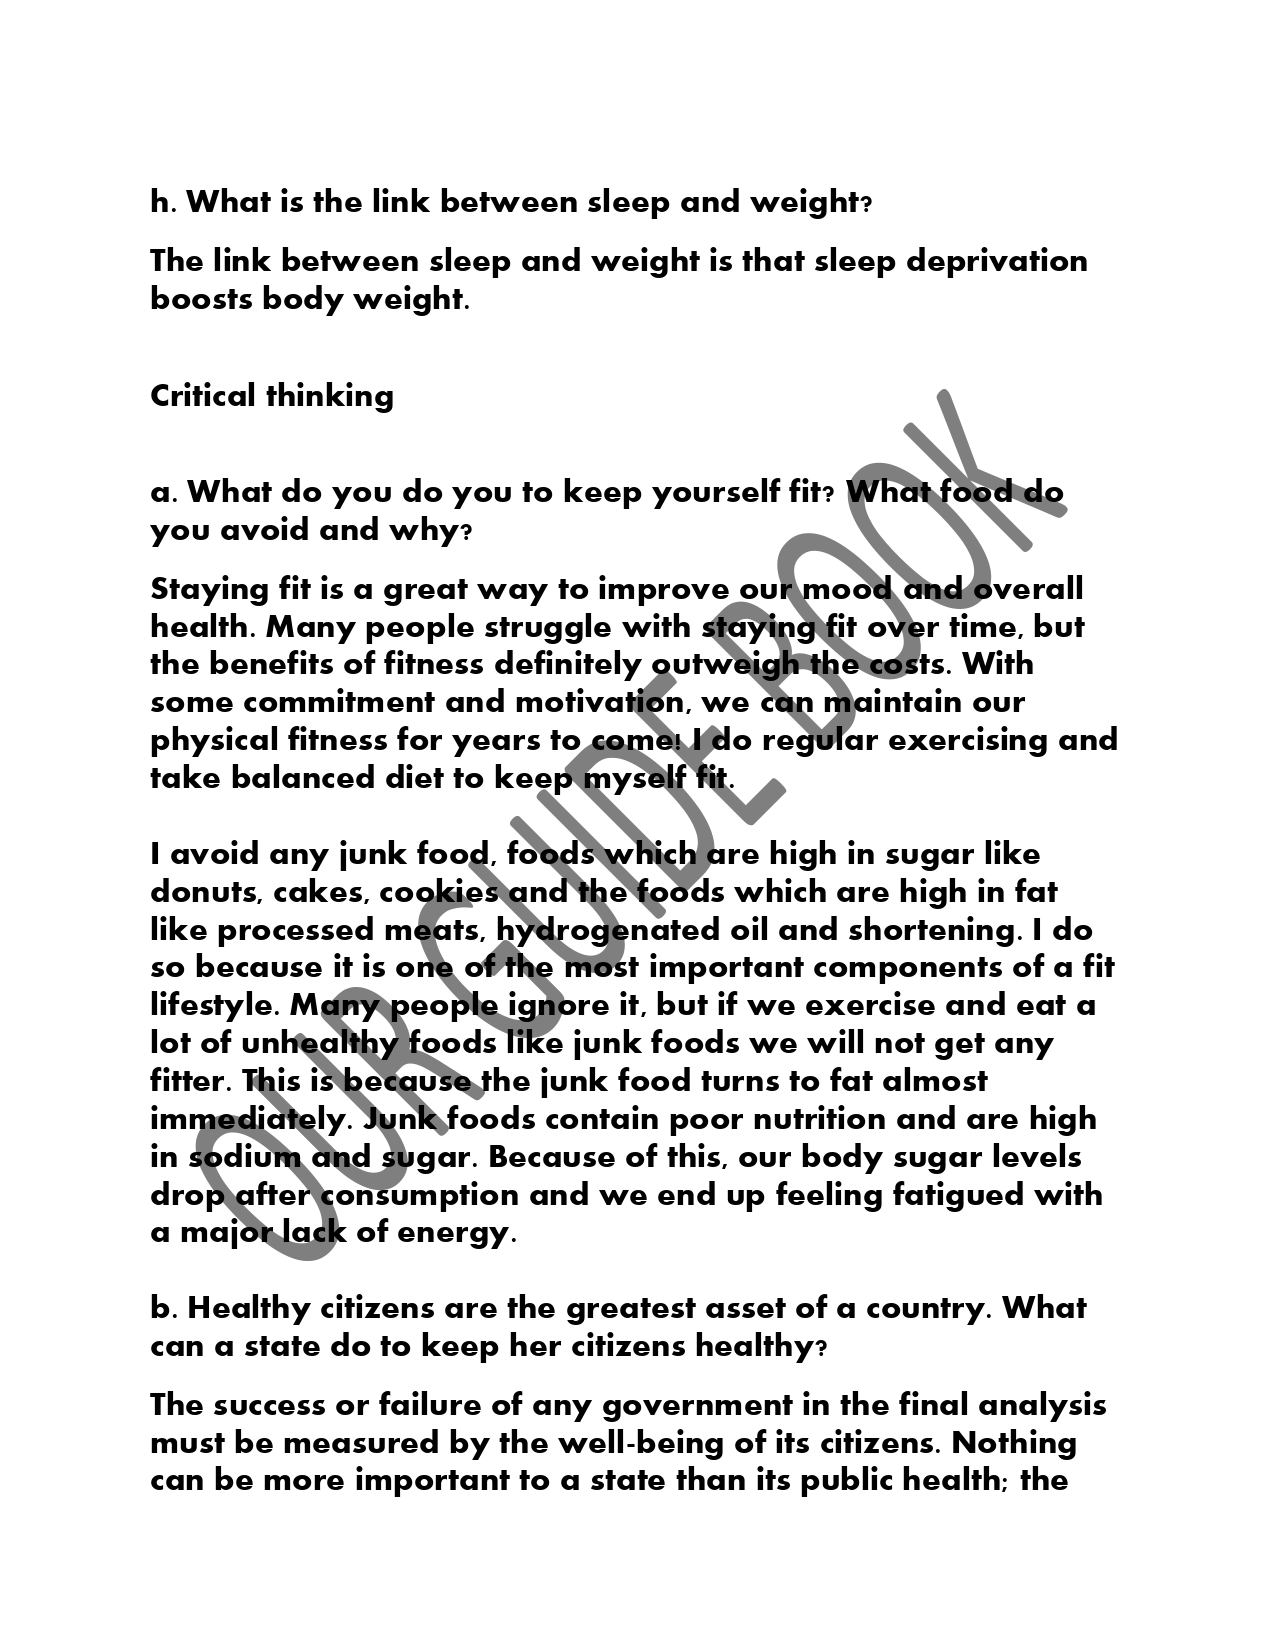 h. What is the link between sleep and weight?
The link between sleep and weight is that sleep deprivation
boosts body weight.
Critical thinking
a. What do you do you to keep yourself fit? What food do
you avoid and why?
Staying fit is a great way to improve our mood and overall
health. Many people struggle with staying fit over time, but
the benefits of fitness definitely outweigh the costs. With
some commitment and motivation, we can maintain our
physical fitness for years to come! I do regular exercising and
take balanced diet to keep myself fit.
I avoid any junk food, foods which are high in sugar like
donuts, cakes, cookies and the foods which are high in fat
like processed meats, hydrogenated oil and shortening. I do
so because it is one of the most important components of a fit
lifestyle. Many people ignore it, but if we exercise and eat a
lot of unhealthy foods like junk foods we will not get any
fitter. This is because the junk food turns to fat almost
immediately. Junk foods contain poor nutrition and are high
in sodium and sugar. Because of this, our body sugar levels
drop after consumption and we end up feeling fatigued with
a major lack of energy.
b. Healthy citizens are the greatest asset of a country. What
can a state do to keep her citizens healthy?
The success or failure of any government in the final analysis
must be measured by the well-being of its citizens. Nothing
can be more important to a state than its public health; the
OUR GUIDE BOOK